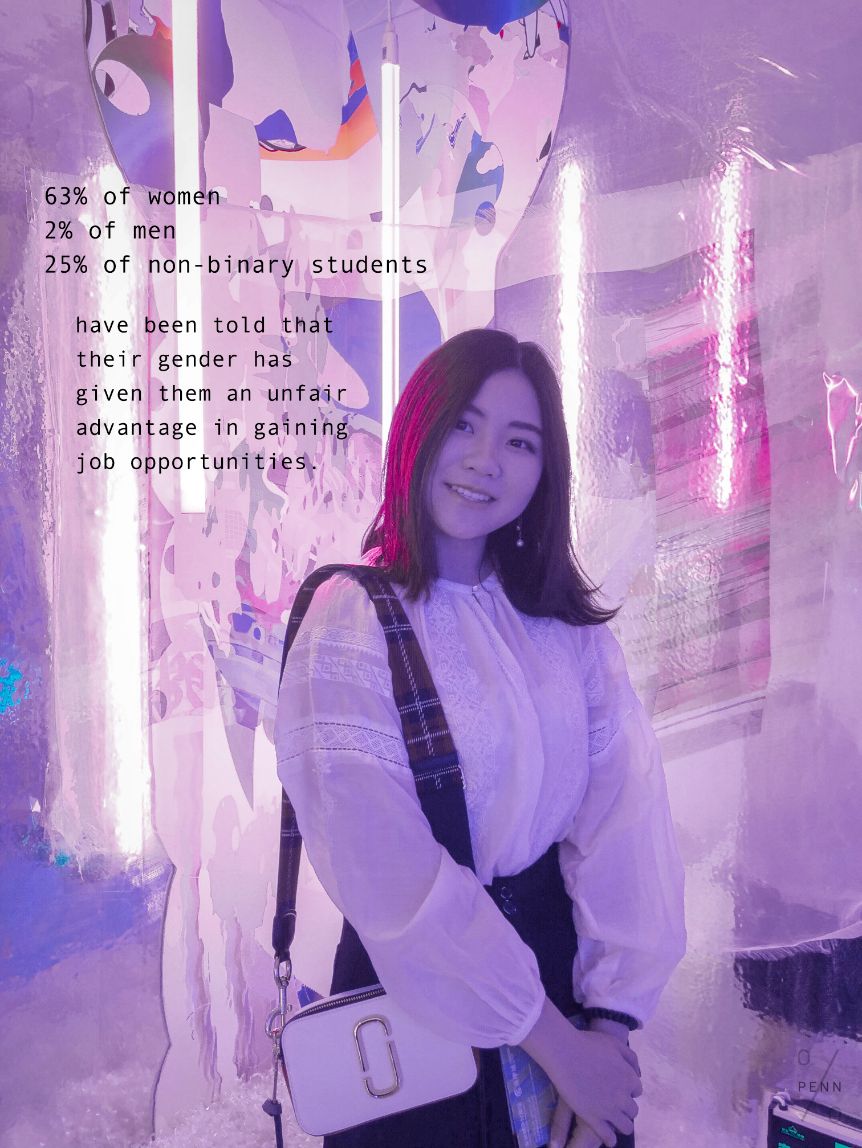 63% of women
2% of men
25% of non-binary students
have been told that
their gender has
given them an unfair
advantage in gaining
job opportunities.
PENN